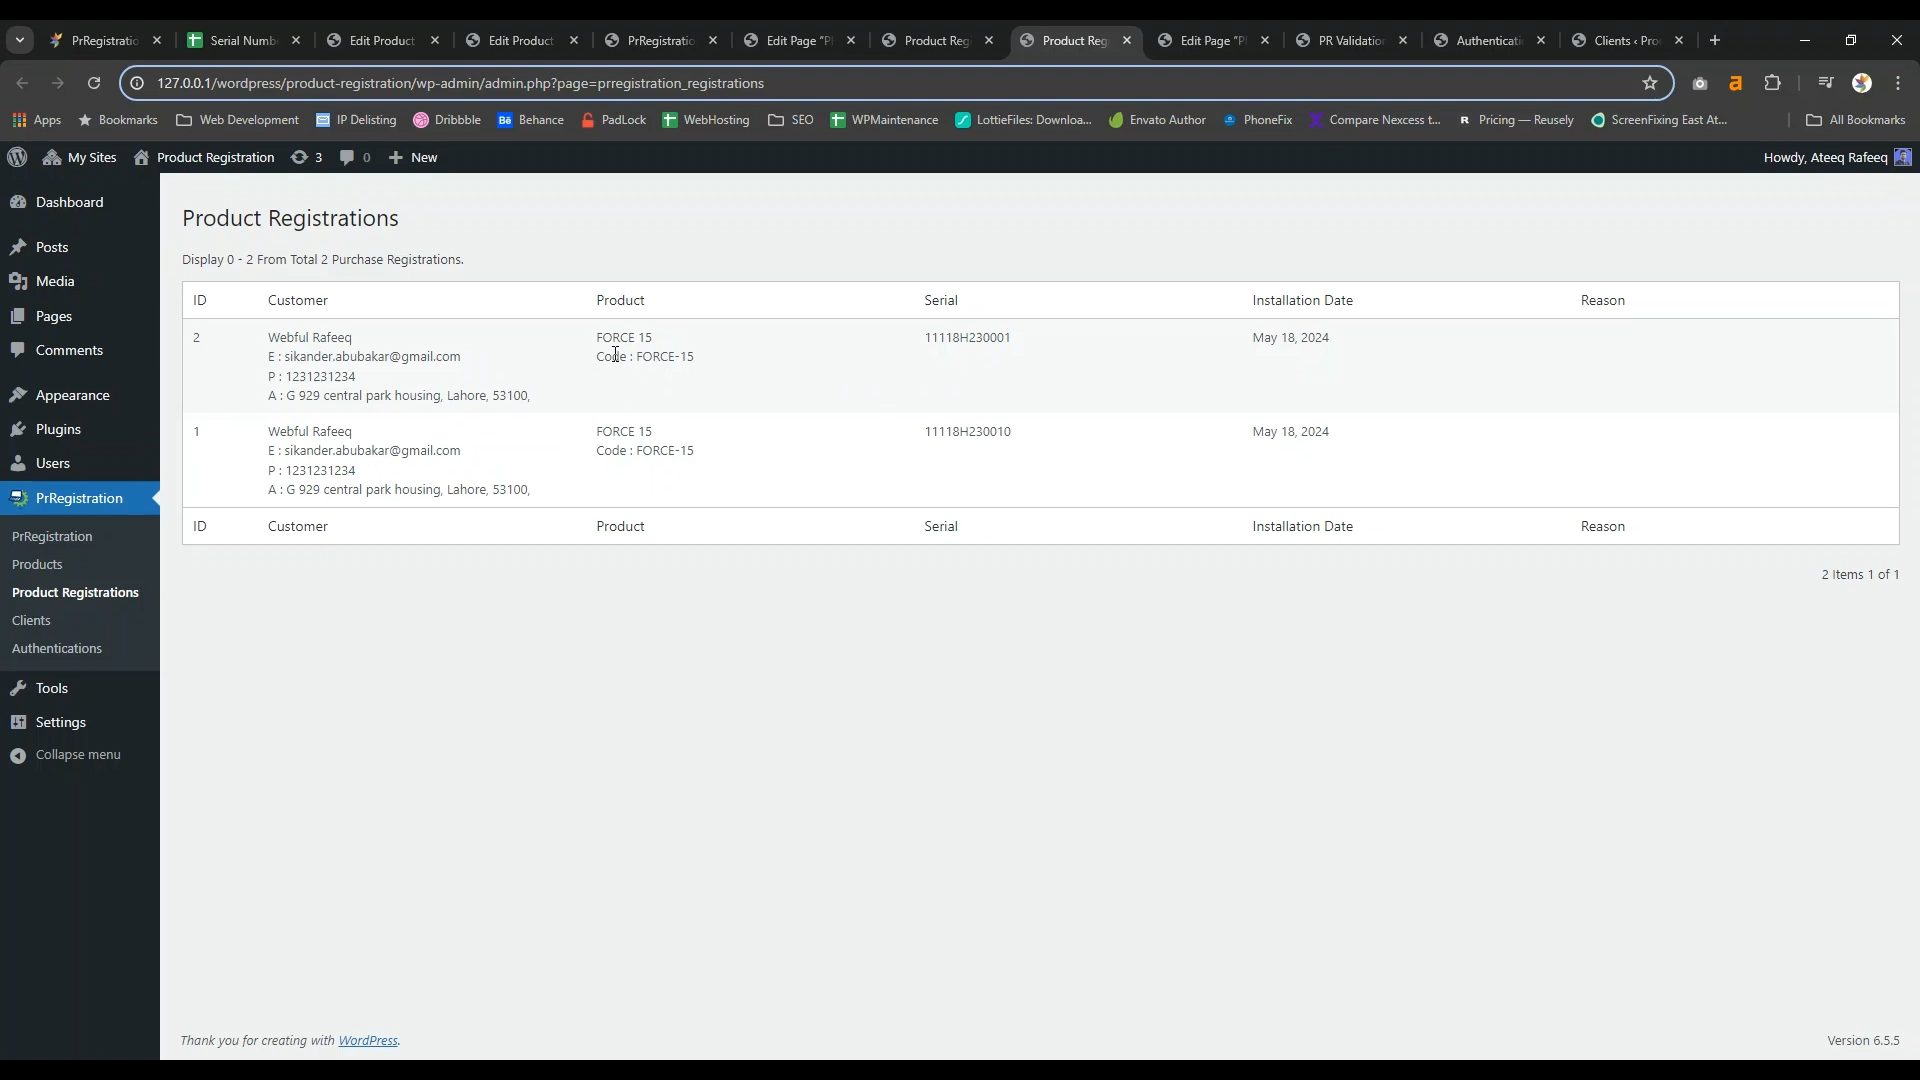 PrRegistratio
Serial Numb
Edit Product
Edit Product
PrRegistratio
Edit Page "P
Product Reg
Product Reg
Edit Page "P
PR Validation
Authenticati
Clients ‹ Pro
127.0.0.1/wordpress/product-registration/wp-admin/admin.php?page=prregistration_registrations
Apps
Bookmarks
Web Development
IP Delisting
Dribbble
Behance
PadLock
WebHosting
SEO
WPMaintenance
LottieFiles: Downloa...
Envato Author
PhoneFix
Compare Nexcess t...
Pricing — Reusely
ScreenFixing East At...
All Bookmarks
My Sites
Product Registration
3
0
New
Howdy, Ateeq Rafeeq
Dashboard
Posts
Media
Pages
Comments
Appearance
Plugins
Users
PrRegistration
PrRegistration
Products
Product Registrations
Clients
Authentications
Tools
Settings
Collapse menu
Product Registrations
Display 0 - 2 From Total 2 Purchase Registrations.
ID Customer Product Serial Installation Date Reason
2 Webful Rafeeq FORCE 15 11118H230001 May 18, 2024
E : sikander.abubakar@gmail.com Code : FORCE-15
P : 1231231234
A : G 929 central park housing, Lahore, 53100,
1 Webful Rafeeq FORCE 15 11118H230010 May 18, 2024
E : sikander.abubakar@gmail.com Code : FORCE-15
P : 1231231234
A : G 929 central park housing, Lahore, 53100,
ID Customer Product Serial Installation Date Reason
2 Items 1 of 1
Thank you for creating with WordPress.
Version 6.5.5